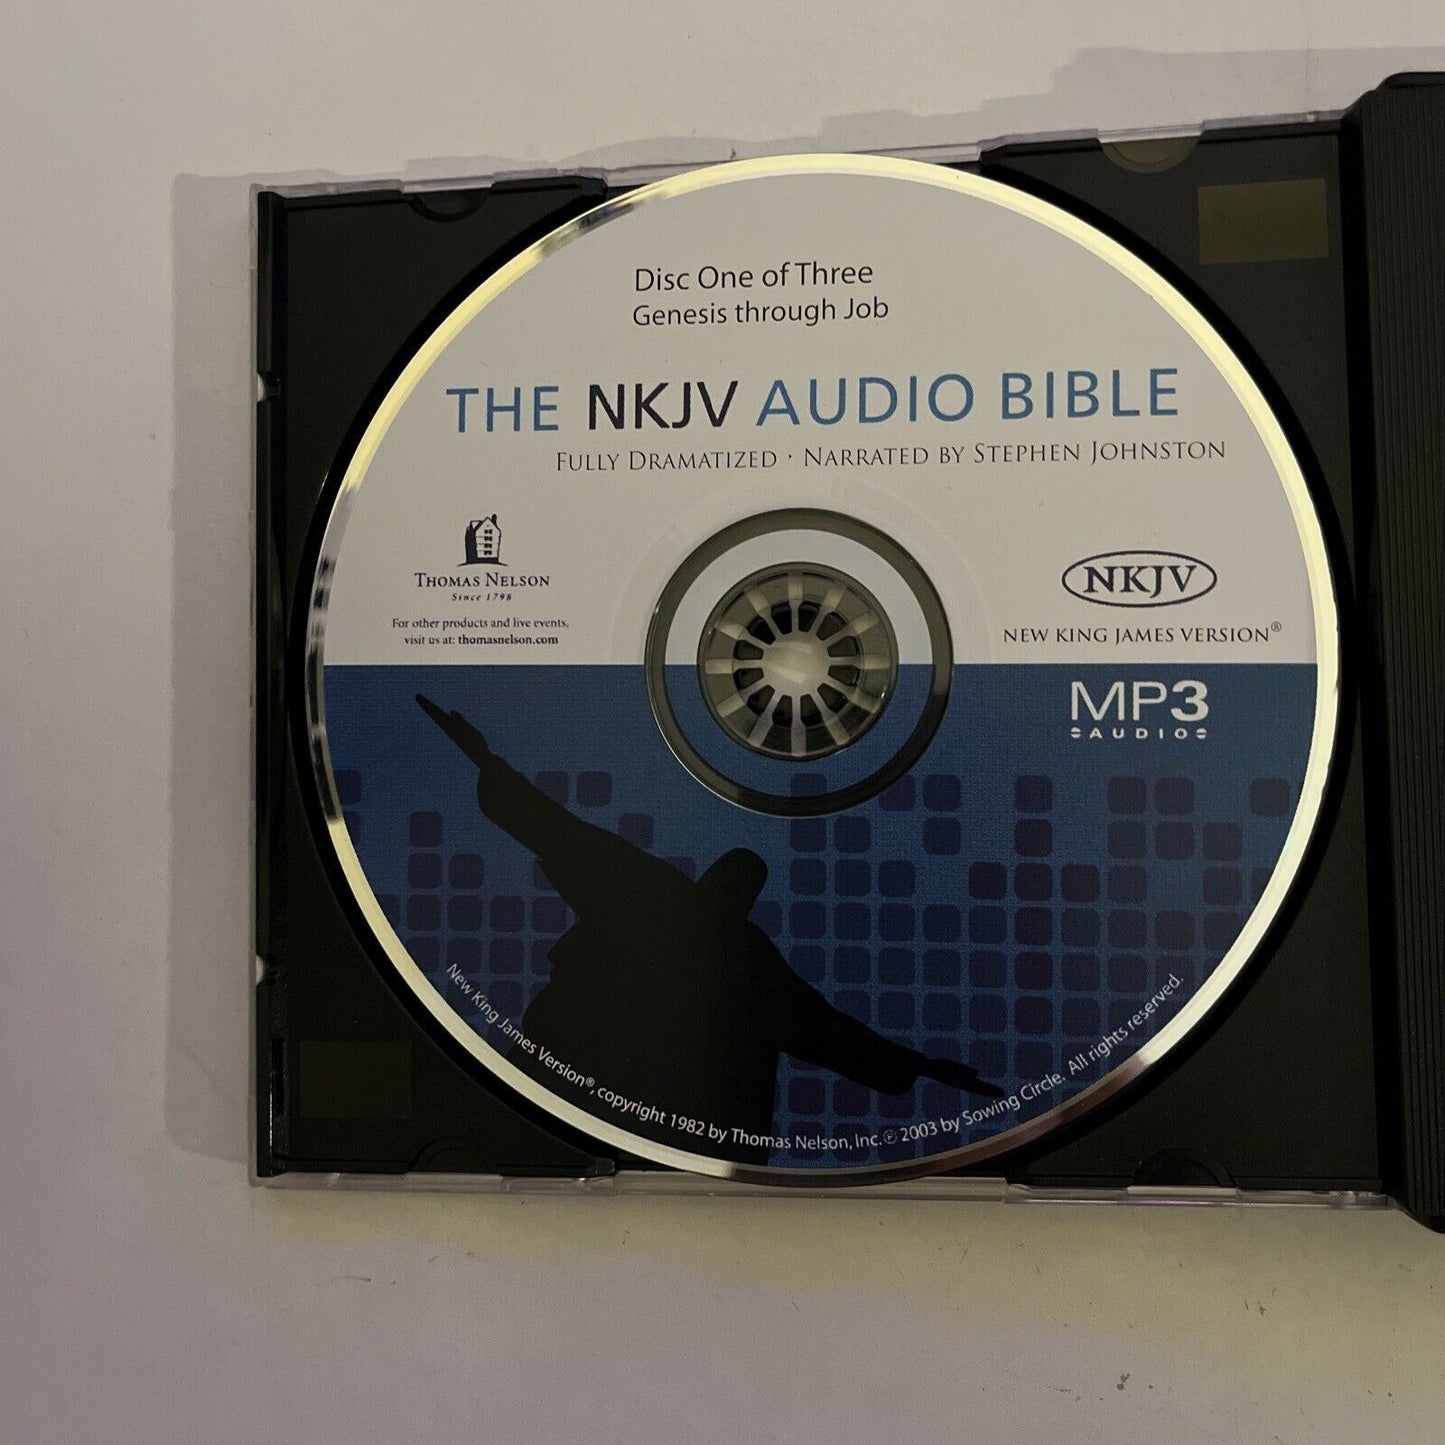 Disc One of Three
Genesis through Job
THE NKJV AUDIO BIBLE
FULLY DRAMATIZED · NARRATED BY STEPHEN JOHNSTON
THOMAS NELSON
Since 1798
For other products and live events,
visit us at: thomasnelson.com
NKJV
NEW KING JAMES VERSION®
MP3
AUDIO
New King James Version®, copyright 1982 by Thomas Nelson, Inc. ℗ 2003 by Sowing Circle. All rights reserved.